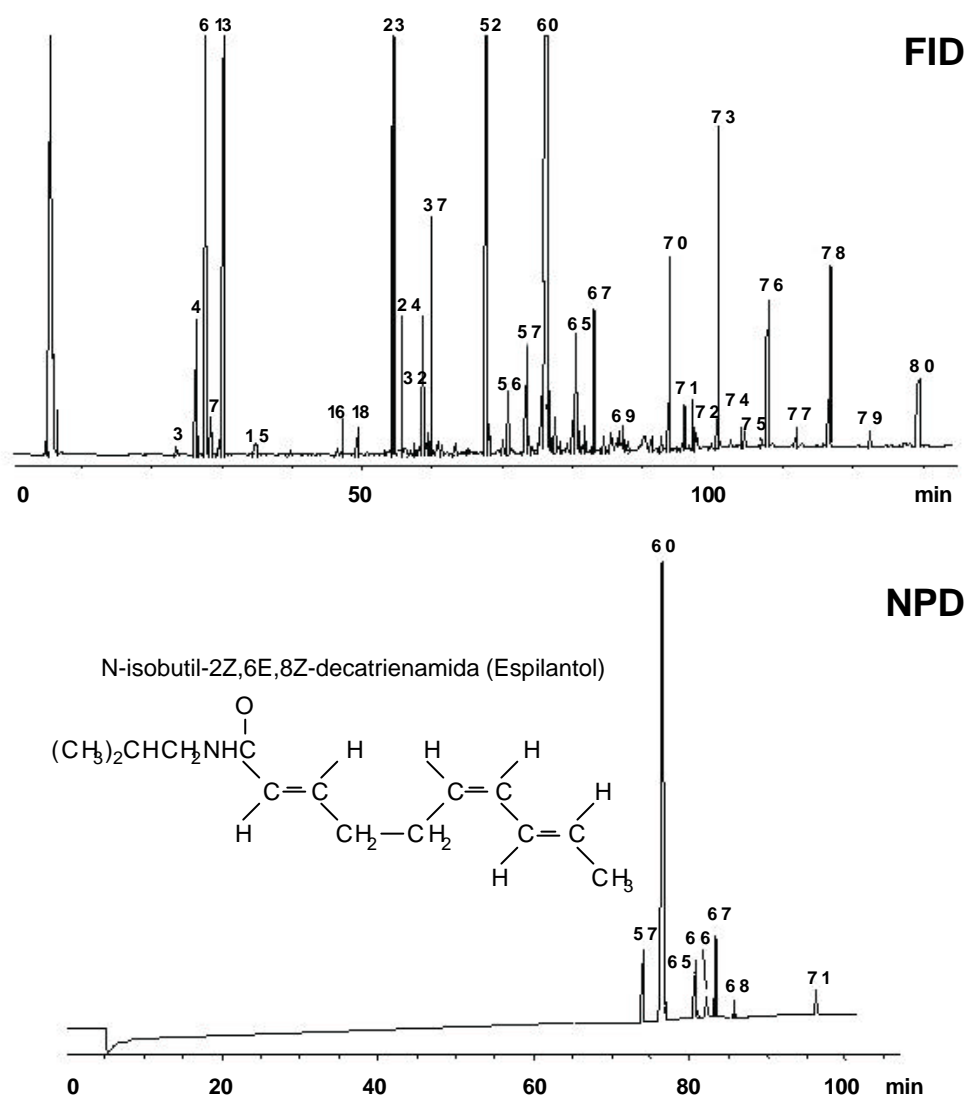 6 13 23 52 60
FID
73
37
70
78
4 24 67 76
32 57 65
56 71 80
7 16 18 69 72 74 75 77 79
3 15
0 50 100 min
60
NPD
N-isobutil-2Z,6E,8Z-decatrienamida (Espilantol)
O
(CH3)2CHCH2NHC H H H
C=C C=C H
H CH2—CH2 C=C
H CH3
57 65 66 67 68 71
0 20 40 60 80 100 min